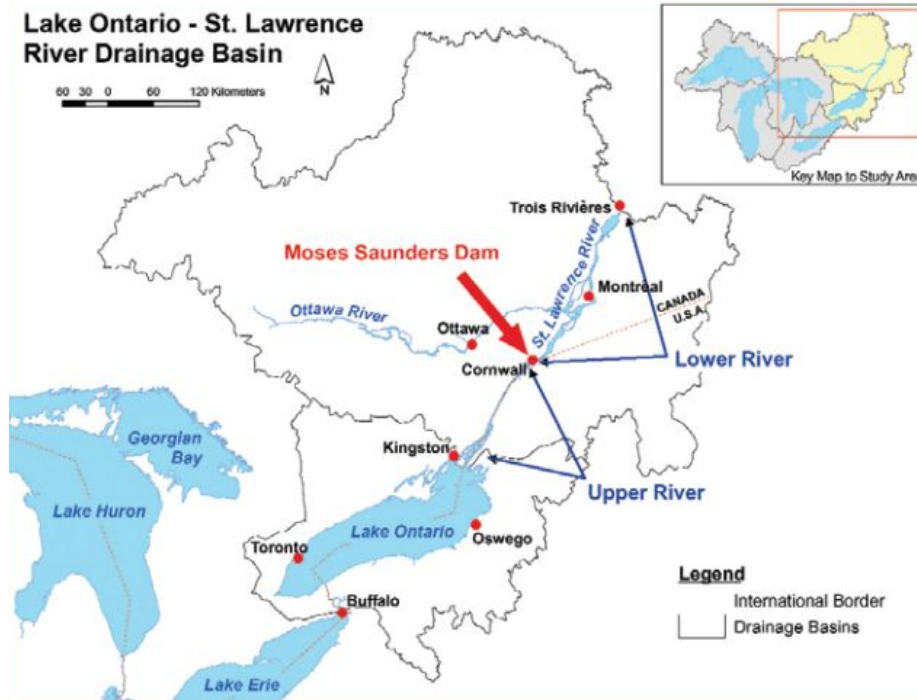 Lake Ontario - St. Lawrence
River Drainage Basin
60 30 0 60 120 Kilometers
N
Key Map to Study Area
Trois Rivières
Moses Saunders Dam
St. Lawrence River
Montréal
Ottawa River
CANADA
U.S.A.
Ottawa
Cornwall
Lower River
Georgian
Bay
Kingston
Upper River
Lake Huron
Lake Ontario
Oswego
Toronto
Legend
Buffalo
International Border
Drainage Basins
Lake Erie